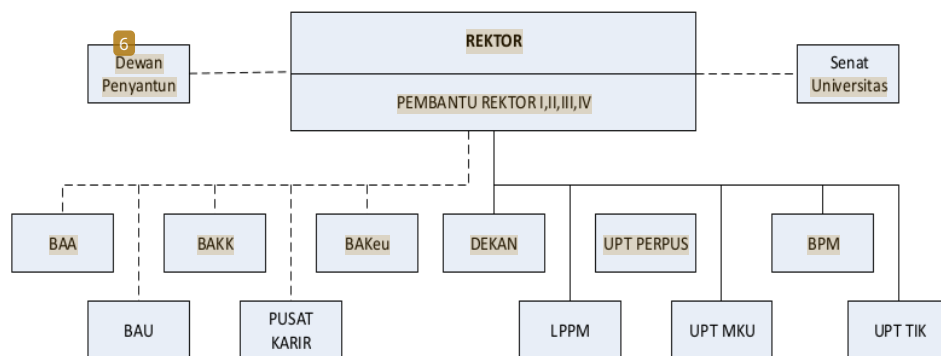 REKTOR
6
Dewan
Penyantun
Senat
Universitas
PEMBANTU REKTOR I,II,III,IV
BAA
BAKK
BAKeu
DEKAN
UPT PERPUS
BPM
BAU
PUSAT
KARIR
LPPM
UPT MKU
UPT TIK